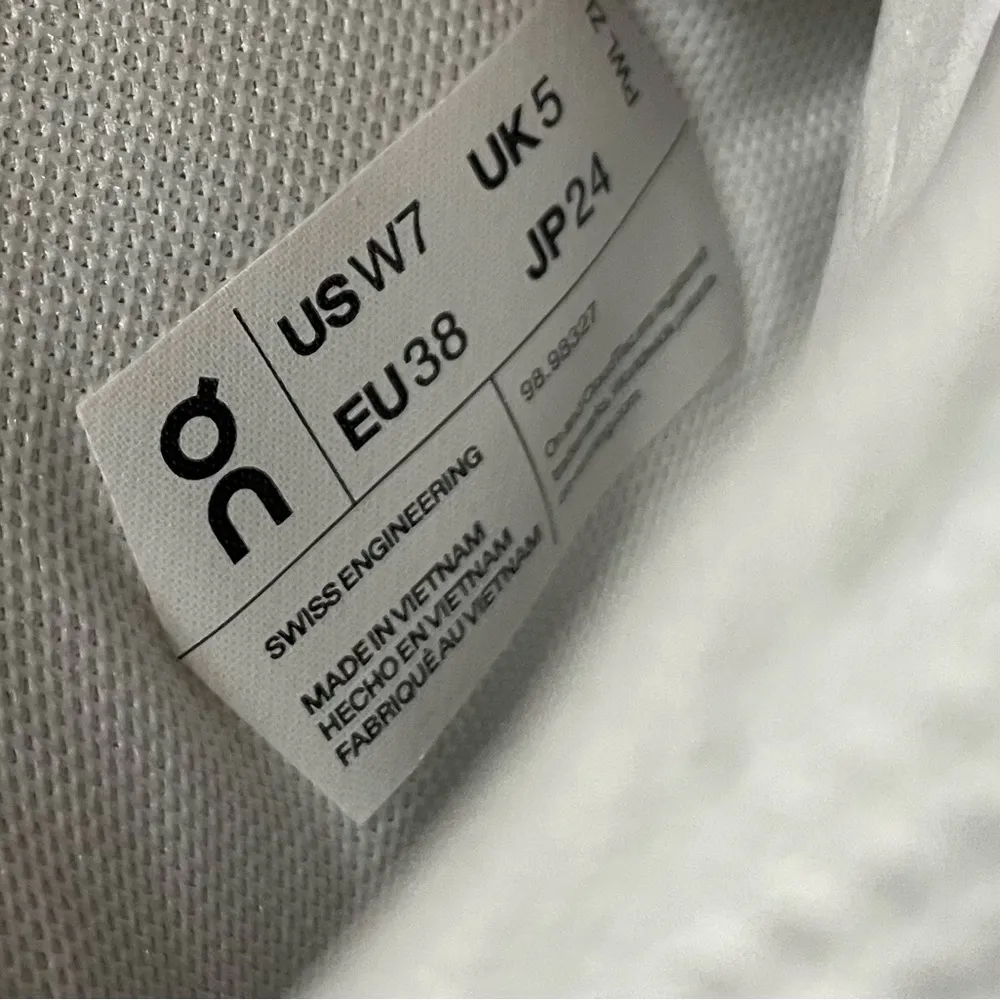 On
US W7 UK 5
EU 38 JP 24
SWISS ENGINEERING
MADE IN VIETNAM
HECHO EN VIETNAM
FABRIQUÉ AU VIETNAM
98.98327